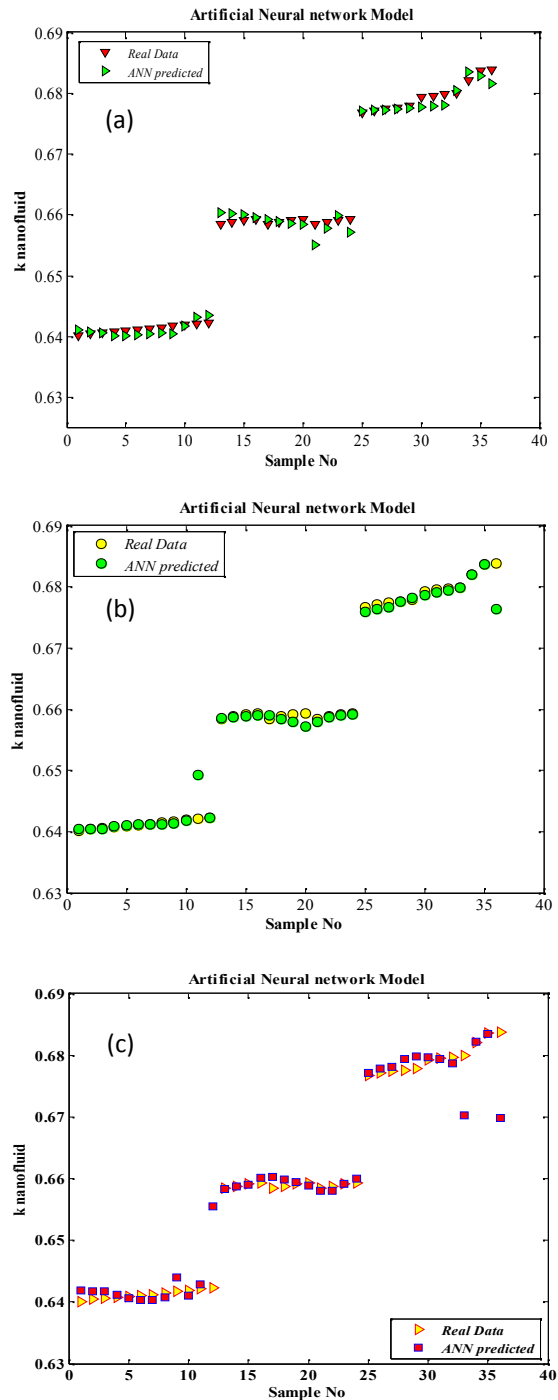 Artificial Neural network Model
0.69
Real Data
ANN predicted
(a)
0.68
0.67
k nanofluid
0.66
0.65
0.64
0.63
0 5 10 15 20 25 30 35 40
Sample No
Artificial Neural network Model
0.69
Real Data
ANN predicted
(b)
0.68
0.67
k nanofluid
0.66
0.65
0.64
0.63
0 5 10 15 20 25 30 35 40
Sample No
Artificial Neural network Model
0.69
(c)
0.68
0.67
k nanofluid
0.66
0.65
0.64
Real Data
ANN predicted
0.63
0 5 10 15 20 25 30 35 40
Sample No